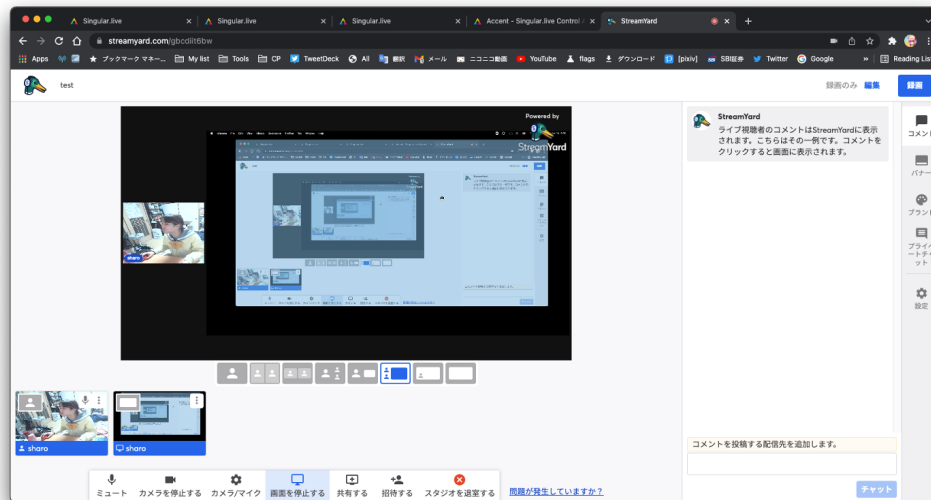 Singular.live
Singular.live
Singular.live
Accent - Singular.live Control
StreamYard
streamyard.com/gbcdiit6bw
Apps
ブックマーク マネ...
My list
Tools
CP
TweetDeck
All
翻訳
メール
ニコニコ動画
YouTube
flags
ダウンロード
[pixiv]
SBI証券
Twitter
Google
»
Reading List
test
録画のみ
編集
録画
Powered by
StreamYard
sharo
StreamYard
ライブ視聴者のコメントはStreamYardに表示
されます。こちらはその一例です。コメントを
クリックすると画面に表示されます。
コメント
バナー
ブランド
プライベ
ートチャ
ット
設定
sharo
sharo
コメントを投稿する配信先を追加します。
チャット
ミュート
カメラを停止する
カメラ/マイク
画面を停止する
共有する
招待する
スタジオを退室する
問題が発生していますか？